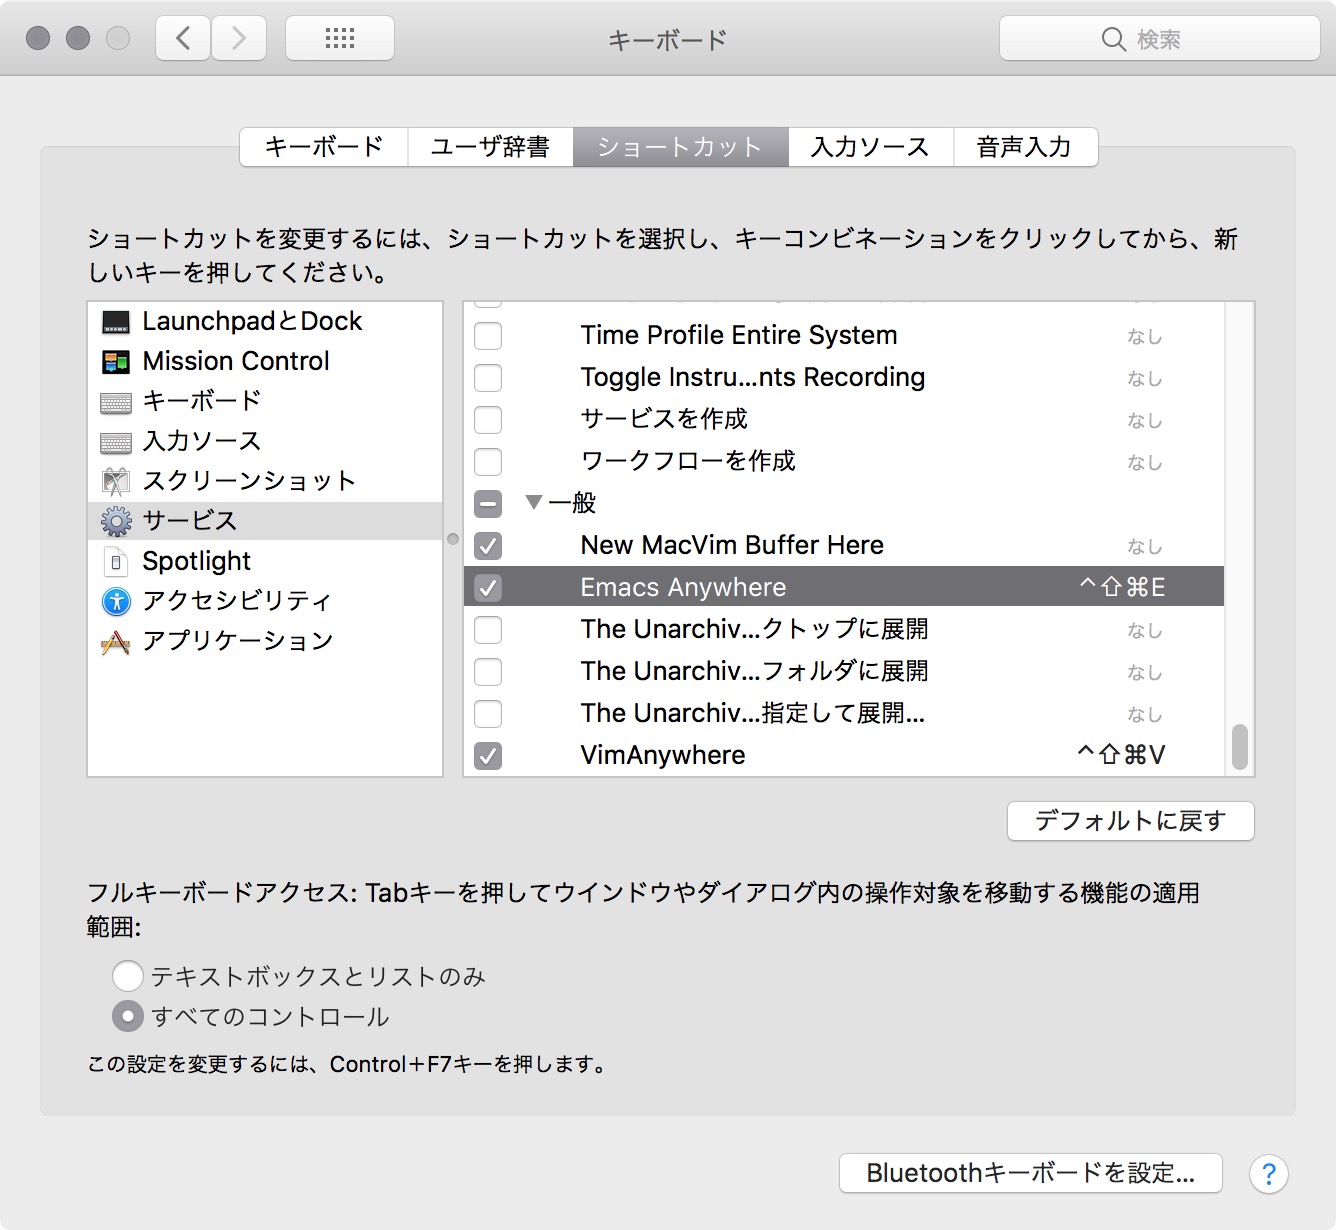 キーボード
検索
キーボード
ユーザ辞書
ショートカット
入力ソース
音声入力
ショートカットを変更するには、ショートカットを選択し、キーコンビネーションをクリックしてから、新
しいキーを押してください。
LaunchpadとDock
Mission Control
キーボード
入力ソース
スクリーンショット
サービス
Spotlight
アクセシビリティ
アプリケーション
Time Profile Entire System なし
Toggle Instru...nts Recording なし
サービスを作成 なし
ワークフローを作成 なし
▼一般
New MacVim Buffer Here なし
Emacs Anywhere ^⇧⌘E
The Unarchiv...クトップに展開 なし
The Unarchiv...フォルダに展開 なし
The Unarchiv...指定して展開... なし
VimAnywhere ^⇧⌘V
デフォルトに戻す
フルキーボードアクセス: Tabキーを押してウインドウやダイアログ内の操作対象を移動する機能の適用
範囲:
テキストボックスとリストのみ
すべてのコントロール
この設定を変更するには、Control+F7キーを押します。
Bluetoothキーボードを設定...
?